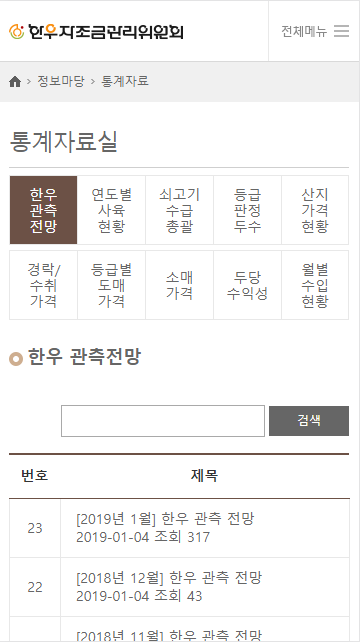 한우자조금관리위원회
전체메뉴
> 정보마당 > 통계자료
통계자료실
한우
관측
전망
연도별
사육
현황
쇠고기
수급
총괄
등급
판정
두수
산지
가격
현황
경락/
수취
가격
등급별
도매
가격
소매
가격
두당
수익성
월별
수입
현황
한우 관측전망
검색
번호 제목
23
[2019년 1월] 한우 관측 전망
2019-01-04 조회 317
22
[2018년 12월] 한우 관측 전망
2019-01-04 조회 43
[2018년 11월] 한우 관측 전망